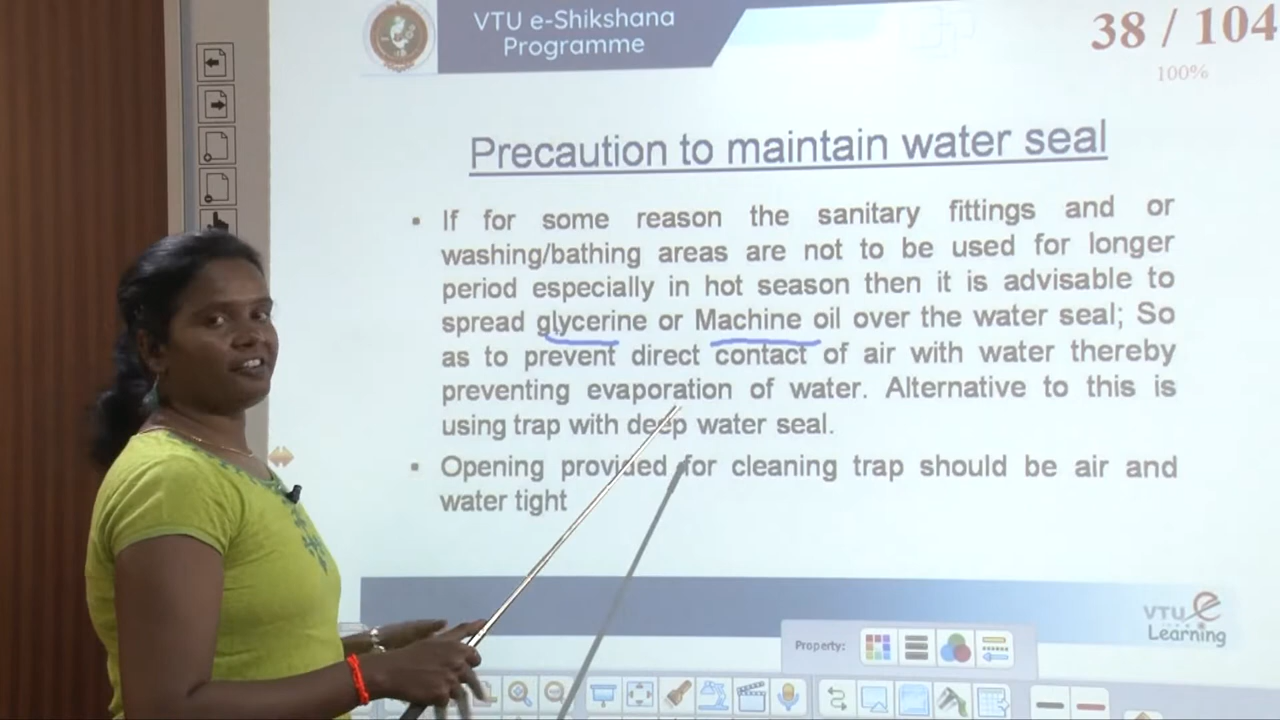 VTU e-Shikshana
Programme
38 / 104
100%
Precaution to maintain water seal
▪ If for some reason the sanitary fittings and or
washing/bathing areas are not to be used for longer
period especially in hot season then it is advisable to
spread glycerine or Machine oil over the water seal; So
as to prevent direct contact of air with water thereby
preventing evaporation of water. Alternative to this is
using trap with deep water seal.
▪ Opening provided for cleaning trap should be air and
water tight
VTU e
Learning
Property: